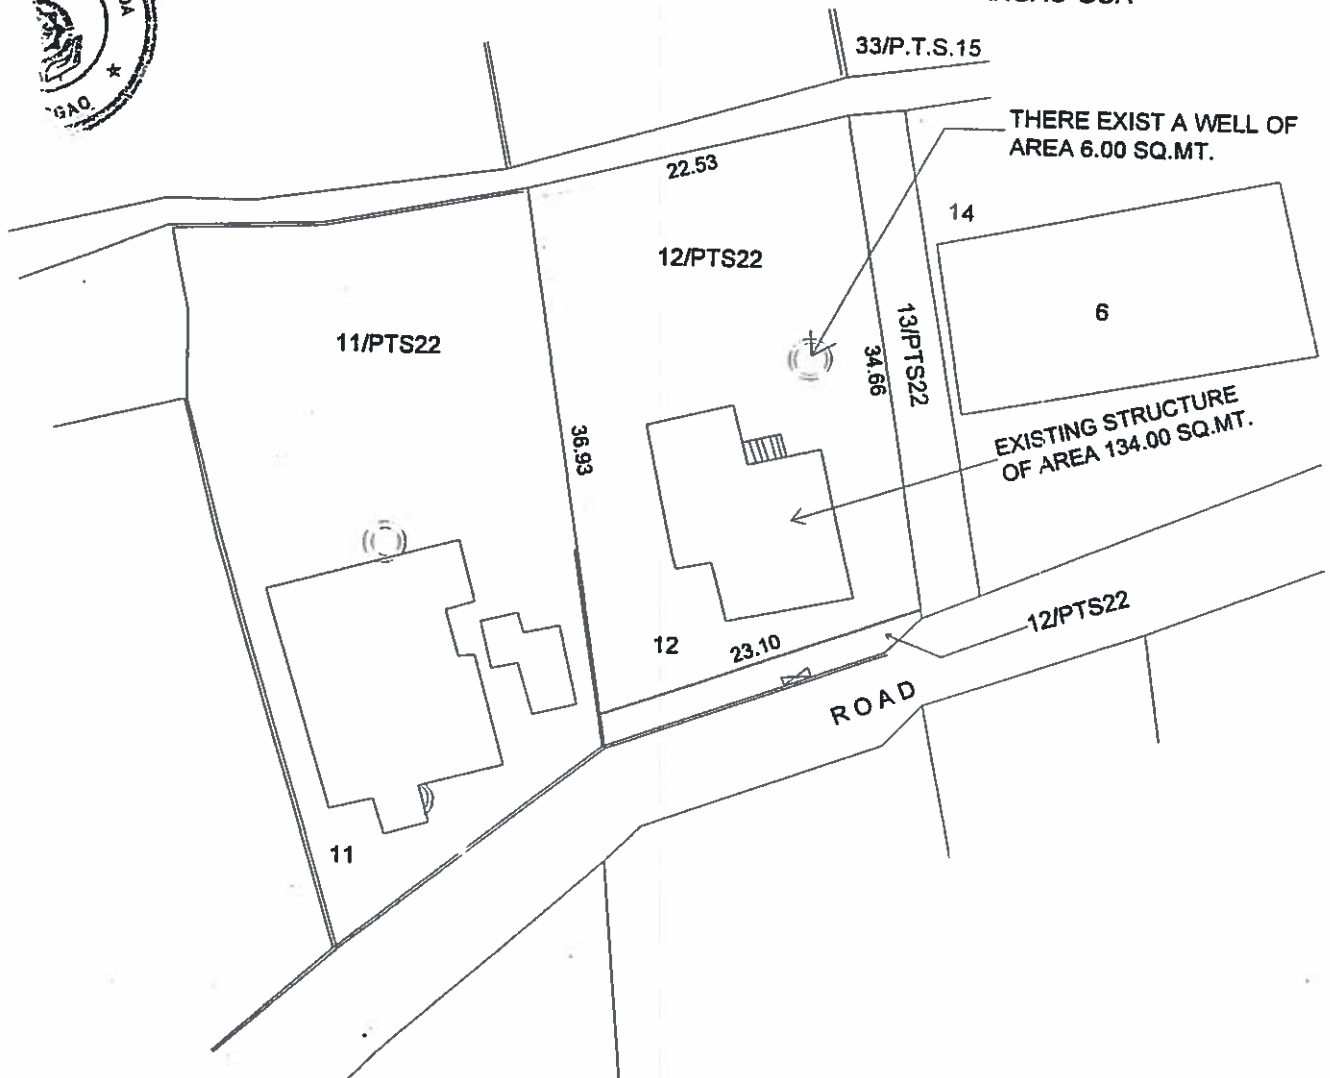 33/P.T.S.15
THERE EXIST A WELL OF
AREA 6.00 SQ.MT.
22.53
14
12/PTS22
6
13/PTS22
11/PTS22
34.66
EXISTING STRUCTURE
OF AREA 134.00 SQ.MT.
36.93
12/PTS22
12
23.10
ROAD
11